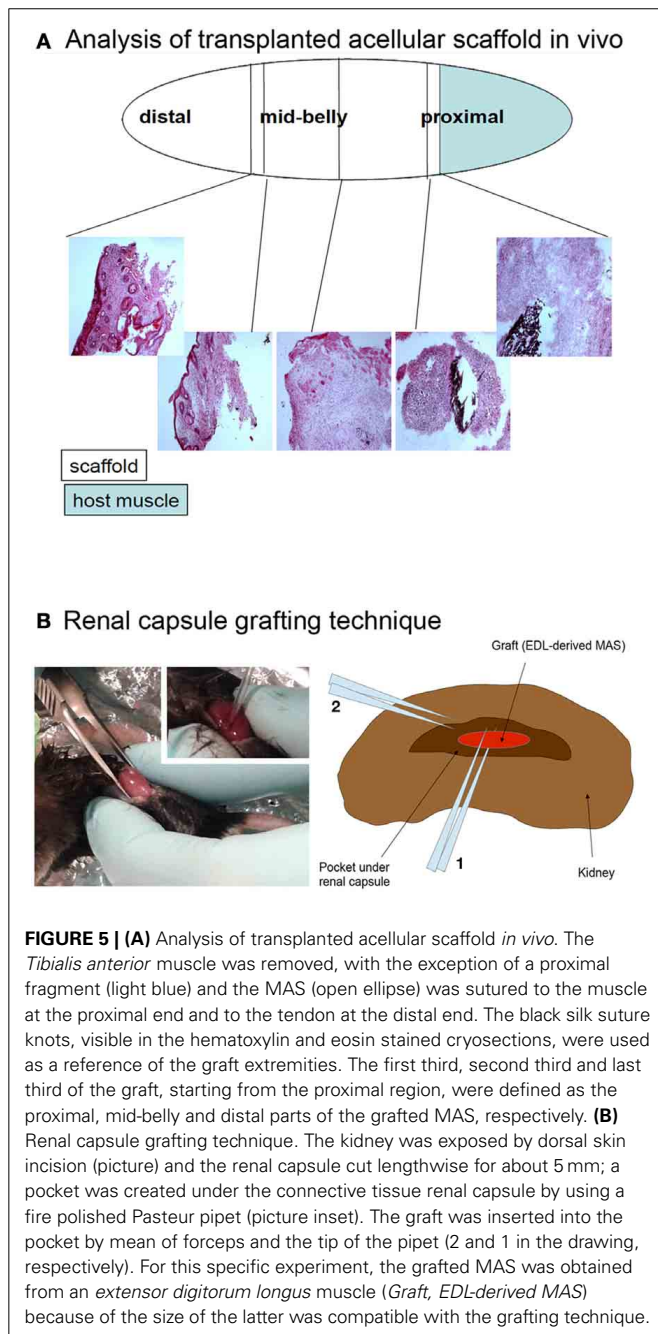 A Analysis of transplanted acellular scaffold in vivo
distal mid-belly proximal
scaffold
host muscle
B Renal capsule grafting technique
Graft (EDL-derived MAS)
2
1
Pocket under
renal capsule
Kidney
FIGURE 5 | (A) Analysis of transplanted acellular scaffold in vivo. The
Tibialis anterior muscle was removed, with the exception of a proximal
fragment (light blue) and the MAS (open ellipse) was sutured to the muscle
at the proximal end and to the tendon at the distal end. The black silk suture
knots, visible in the hematoxylin and eosin stained cryosections, were used
as a reference of the graft extremities. The first third, second third and last
third of the graft, starting from the proximal region, were defined as the
proximal, mid-belly and distal parts of the grafted MAS, respectively. (B)
Renal capsule grafting technique. The kidney was exposed by dorsal skin
incision (picture) and the renal capsule cut lengthwise for about 5 mm; a
pocket was created under the connective tissue renal capsule by using a
fire polished Pasteur pipet (picture inset). The graft was inserted into the
pocket by mean of forceps and the tip of the pipet (2 and 1 in the drawing,
respectively). For this specific experiment, the grafted MAS was obtained
from an extensor digitorum longus muscle (Graft, EDL-derived MAS)
because of the size of the latter was compatible with the grafting technique.